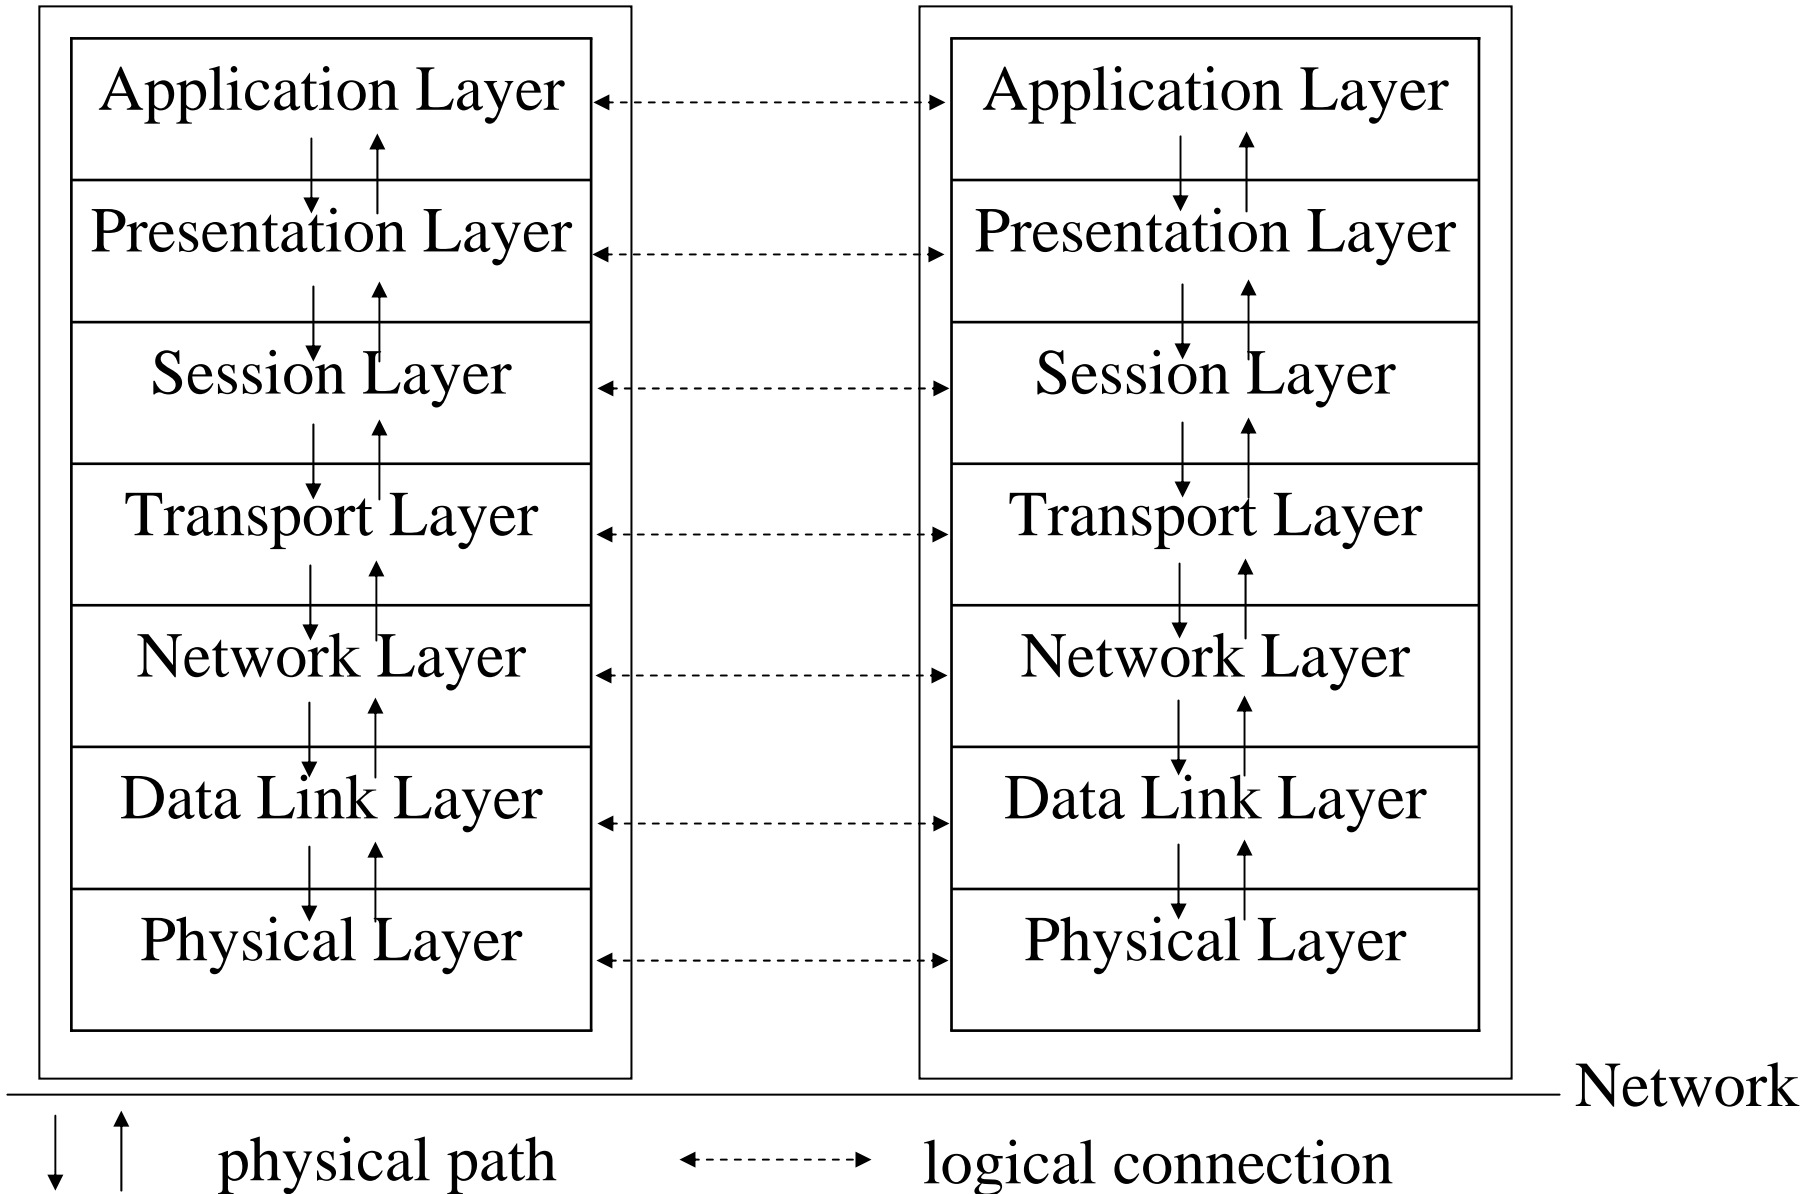 Application Layer
Presentation Layer
Session Layer
Transport Layer
Network Layer
Data Link Layer
Physical Layer
Application Layer
Presentation Layer
Session Layer
Transport Layer
Network Layer
Data Link Layer
Physical Layer
Network
physical path
logical connection